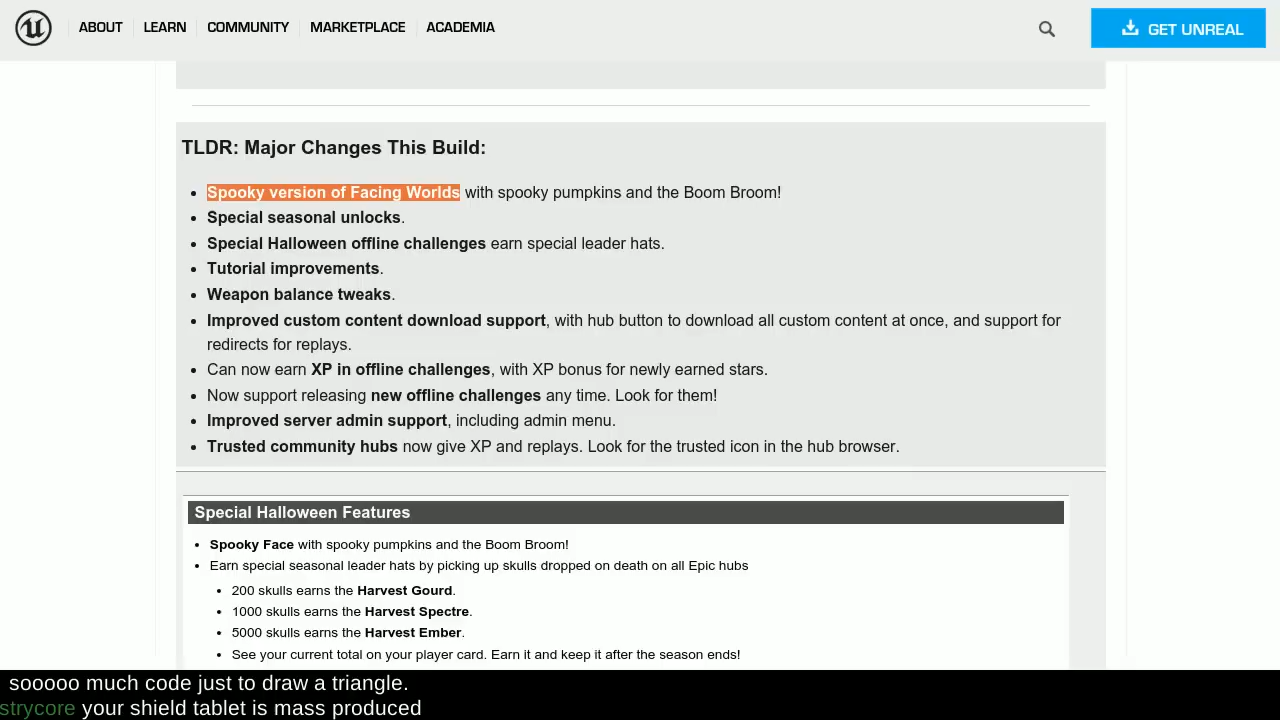 ABOUT LEARN COMMUNITY MARKETPLACE ACADEMIA GET UNREAL
TLDR: Major Changes This Build:
• Spooky version of Facing Worlds with spooky pumpkins and the Boom Broom!
• Special seasonal unlocks.
• Special Halloween offline challenges earn special leader hats.
• Tutorial improvements.
• Weapon balance tweaks.
• Improved custom content download support, with hub button to download all custom content at once, and support for
redirects for replays.
• Can now earn XP in offline challenges, with XP bonus for newly earned stars.
• Now support releasing new offline challenges any time. Look for them!
• Improved server admin support, including admin menu.
• Trusted community hubs now give XP and replays. Look for the trusted icon in the hub browser.
Special Halloween Features
• Spooky Face with spooky pumpkins and the Boom Broom!
• Earn special seasonal leader hats by picking up skulls dropped on death on all Epic hubs
• 200 skulls earns the Harvest Gourd.
• 1000 skulls earns the Harvest Spectre.
• 5000 skulls earns the Harvest Ember.
• See your current total on your player card. Earn it and keep it after the season ends!
sooooo much code just to draw a triangle.
strycore your shield tablet is mass produced